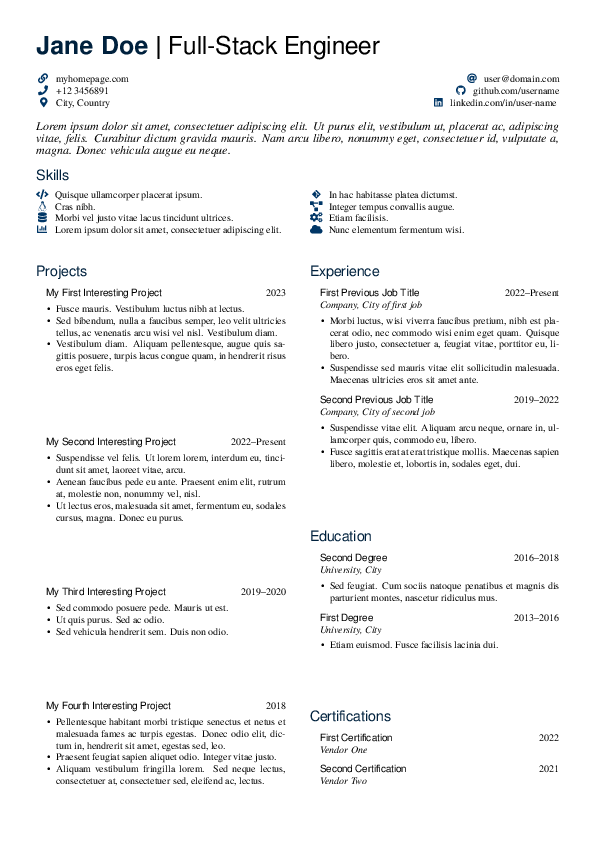 Jane Doe | Full-Stack Engineer
myhomepage.com
+12 3456891
City, Country
user@domain.com
github.com/username
linkedin.com/in/user-name
Lorem ipsum dolor sit amet, consectetuer adipiscing elit. Ut purus elit, vestibulum ut, placerat ac, adipiscing
vitae, felis. Curabitur dictum gravida mauris. Nam arcu libero, nonummy eget, consectetuer id, vulputate a,
magna. Donec vehicula augue eu neque.
Skills
Quisque ullamcorper placerat ipsum.
Cras nibh.
Morbi vel justo vitae lacus tincidunt ultrices.
Lorem ipsum dolor sit amet, consectetuer adipiscing elit.
In hac habitasse platea dictumst.
Integer tempus convallis augue.
Etiam facilisis.
Nunc elementum fermentum wisi.
Projects
My First Interesting Project 2023
• Fusce mauris. Vestibulum luctus nibh at lectus.
• Sed bibendum, nulla a faucibus semper, leo velit ultricies
tellus, ac venenatis arcu wisi vel nisl. Vestibulum diam.
• Vestibulum diam. Aliquam pellentesque, augue quis sa-
gittis posuere, turpis lacus congue quam, in hendrerit risus
eros eget felis.
My Second Interesting Project 2022–Present
• Suspendisse vel felis. Ut lorem lorem, interdum eu, tinci-
dunt sit amet, laoreet vitae, arcu.
• Aenean faucibus pede eu ante. Praesent enim elit, rutrum
at, molestie non, nonummy vel, nisl.
• Ut lectus eros, malesuada sit amet, fermentum eu, sodales
cursus, magna. Donec eu purus.
My Third Interesting Project 2019–2020
• Sed commodo posuere pede. Mauris ut est.
• Ut quis purus. Sed ac odio.
• Sed vehicula hendrerit sem. Duis non odio.
My Fourth Interesting Project 2018
• Pellentesque habitant morbi tristique senectus et netus et
malesuada fames ac turpis egestas. Donec odio elit, dic-
tum in, hendrerit sit amet, egestas sed, leo.
• Praesent feugiat sapien aliquet odio. Integer vitae justo.
• Aliquam vestibulum fringilla lorem. Sed neque lectus,
consectetuer at, consectetuer sed, eleifend ac, lectus.
Experience
First Previous Job Title 2022–Present
Company, City of first job
• Morbi luctus, wisi viverra faucibus pretium, nibh est pla-
cerat odio, nec commodo wisi enim eget quam. Quisque
libero justo, consectetuer a, feugiat vitae, porttitor eu, li-
bero.
• Suspendisse sed mauris vitae elit sollicitudin malesuada.
Maecenas ultricies eros sit amet ante.
Second Previous Job Title 2019–2022
Company, City of second job
• Suspendisse vitae elit. Aliquam arcu neque, ornare in, ul-
lamcorper quis, commodo eu, libero.
• Fusce sagittis erat at erat tristique mollis. Maecenas sapien
libero, molestie et, lobortis in, sodales eget, dui.
Education
Second Degree 2016–2018
University, City
• Sed feugiat. Cum sociis natoque penatibus et magnis dis
parturient montes, nascetur ridiculus mus.
First Degree 2013–2016
University, City
• Etiam euismod. Fusce facilisis lacinia dui.
Certifications
First Certification 2022
Vendor One
Second Certification 2021
Vendor Two